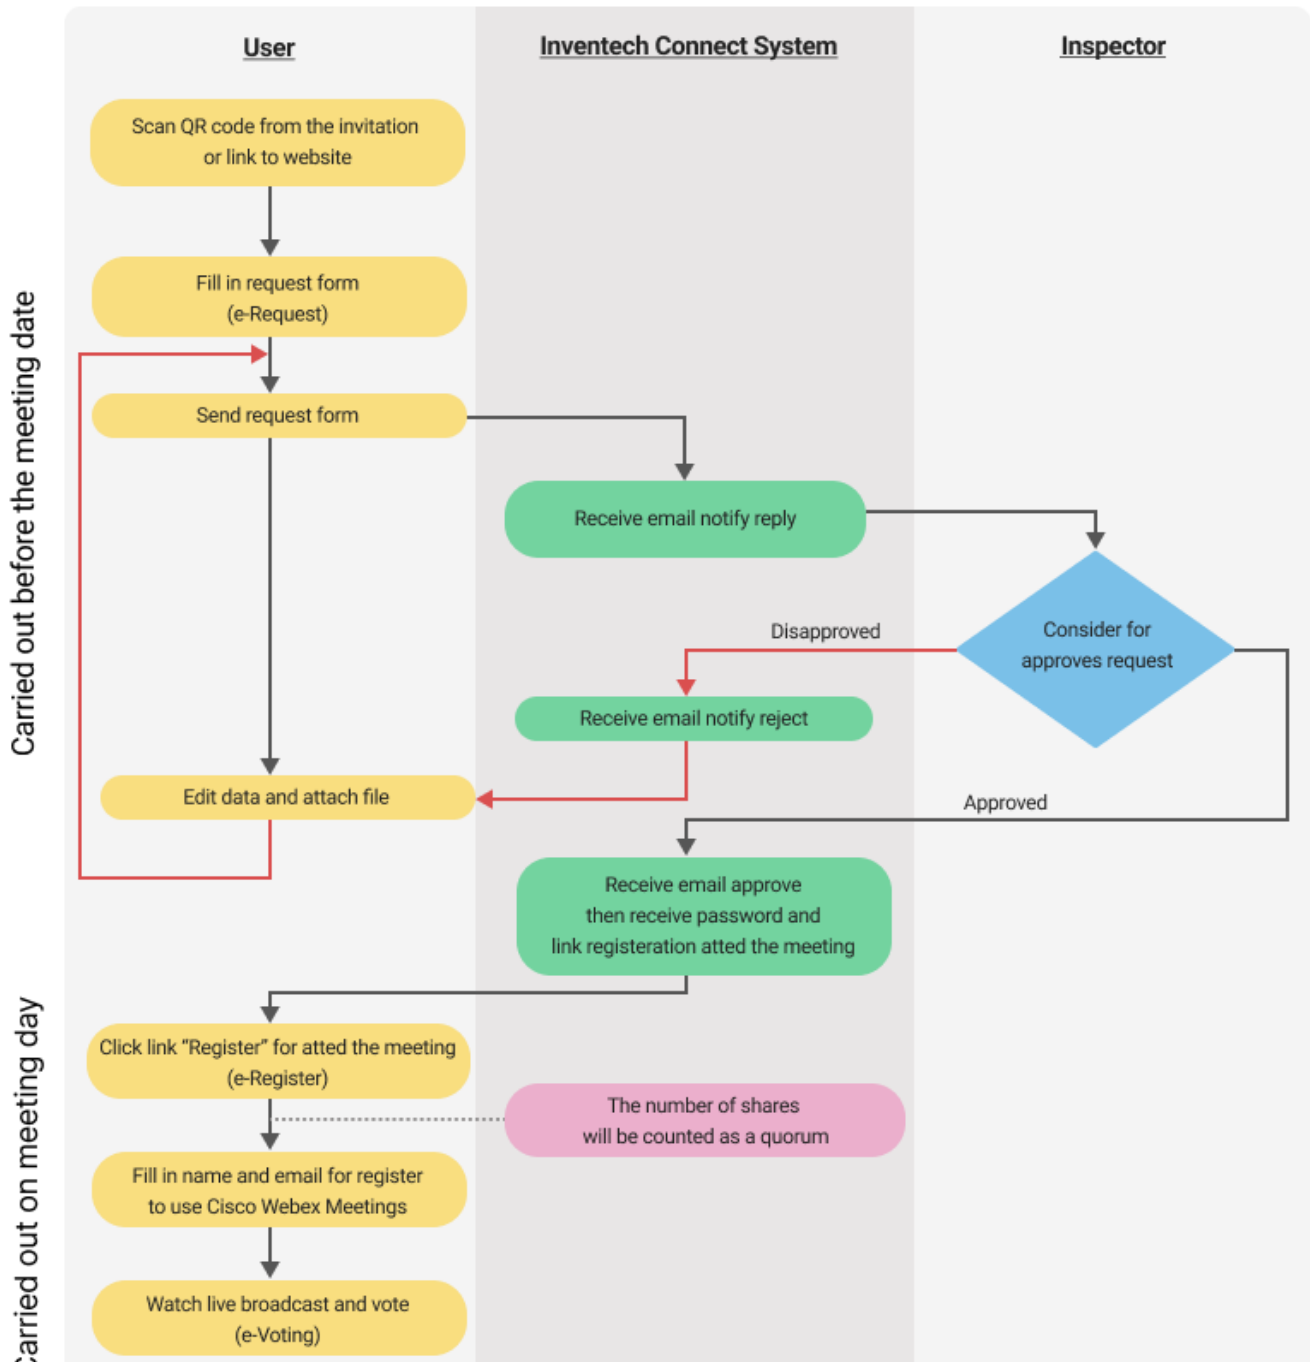 User
Inventech Connect System
Inspector
Scan QR code from the invitation
or link to website
Fill in request form
(e-Request)
Send request form
Receive email notify reply
Consider for
approves request
Disapproved
Receive email notify reject
Edit data and attach file
Approved
Receive email approve
then receive password and
link registeration atted the meeting
Click link “Register” for atted the meeting
(e-Register)
The number of shares
will be counted as a quorum
Fill in name and email for register
to use Cisco Webex Meetings
Watch live broadcast and vote
(e-Voting)
Carried out before the meeting date
Carried out on meeting day